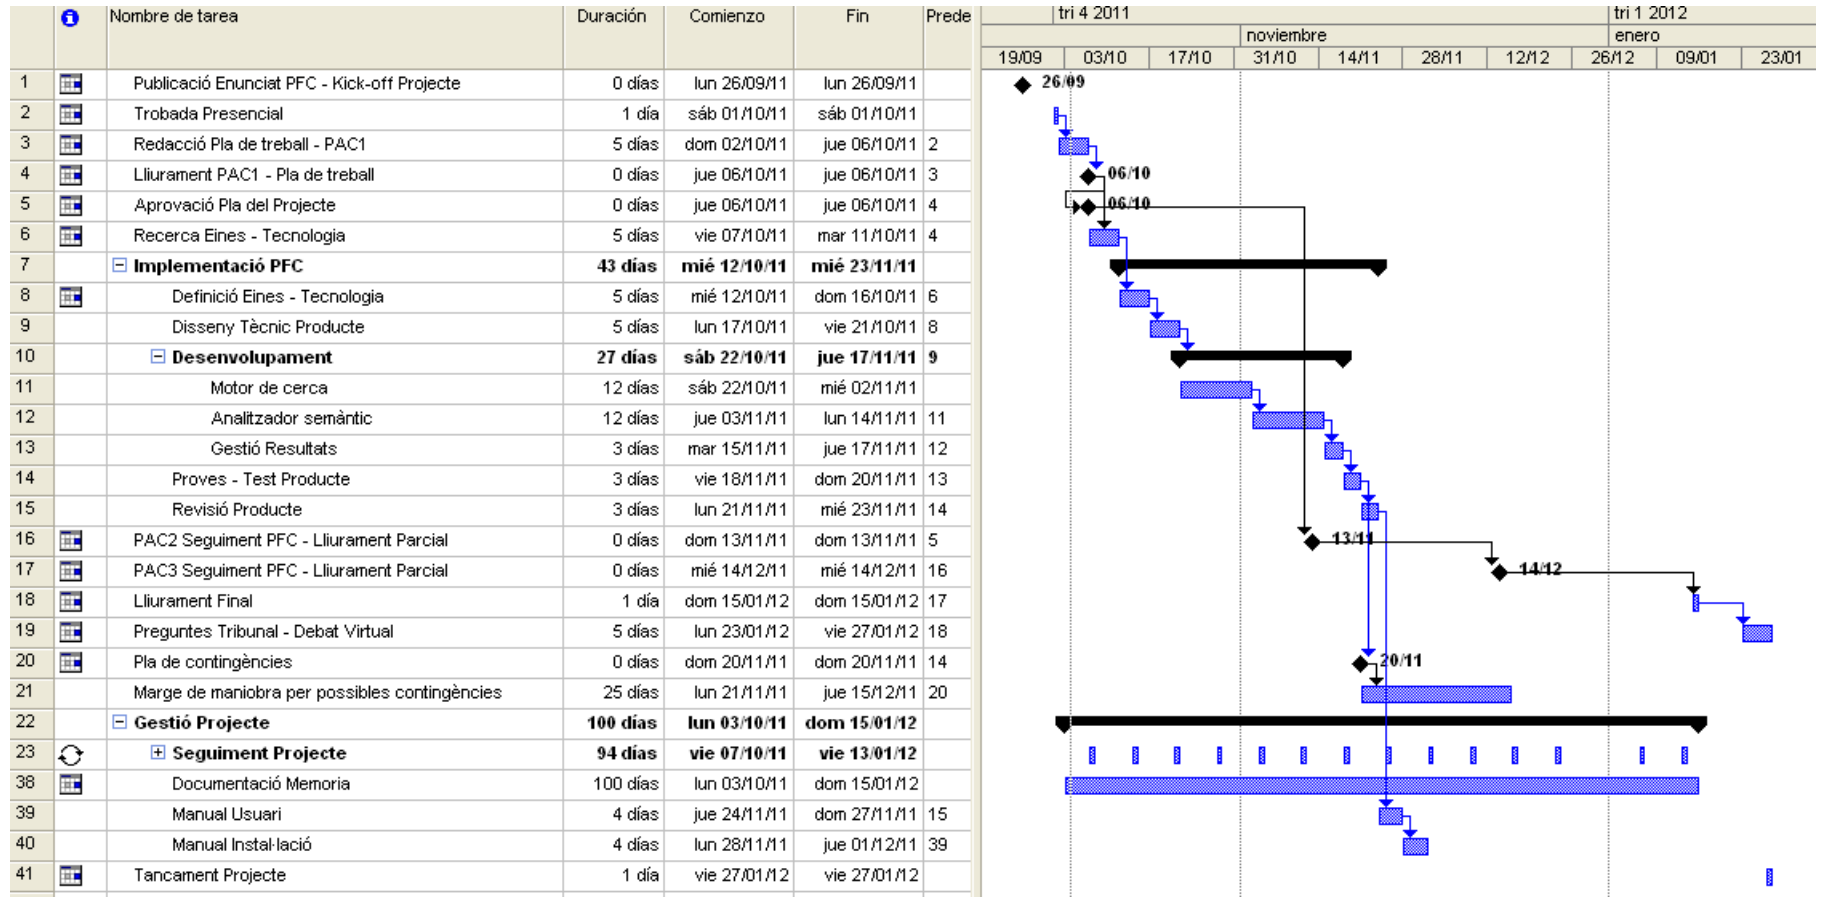 Nombre de tarea Duración Comienzo Fin Prede
tri 4 2011 tri 1 2012
noviembre enero
19/09 03/10 17/10 31/10 14/11 28/11 12/12 26/12 09/01 23/01
1 Publicació Enunciat PFC - Kick-off Projecte 0 días lun 26/09/11 lun 26/09/11 26/09
2 Trobada Presencial 1 día sáb 01/10/11 sáb 01/10/11
3 Redacció Pla de treball - PAC1 5 días dom 02/10/11 jue 06/10/11 2
4 Lliurament PAC1 - Pla de treball 0 días jue 06/10/11 jue 06/10/11 3 06/10
5 Aprovació Pla del Projecte 0 días jue 06/10/11 jue 06/10/11 4 06/10
6 Recerca Eines - Tecnologia 5 días vie 07/10/11 mar 11/10/11 4
7 Implementació PFC 43 días mié 12/10/11 mié 23/11/11
8 Definició Eines - Tecnologia 5 días mié 12/10/11 dom 16/10/11 6
9 Disseny Tècnic Producte 5 días lun 17/10/11 vie 21/10/11 8
10 Desenvolupament 27 días sáb 22/10/11 jue 17/11/11 9
11 Motor de cerca 12 días sáb 22/10/11 mié 02/11/11
12 Analitzador semàntic 12 días jue 03/11/11 lun 14/11/11 11
13 Gestió Resultats 3 días mar 15/11/11 jue 17/11/11 12
14 Proves - Test Producte 3 días vie 18/11/11 dom 20/11/11 13
15 Revisió Producte 3 días lun 21/11/11 mié 23/11/11 14
16 PAC2 Seguiment PFC - Lliurament Parcial 0 días dom 13/11/11 dom 13/11/11 5 13/11
17 PAC3 Seguiment PFC - Lliurament Parcial 0 días mié 14/12/11 mié 14/12/11 16 14/12
18 Lliurament Final 1 día dom 15/01/12 dom 15/01/12 17
19 Preguntes Tribunal - Debat Virtual 5 días lun 23/01/12 vie 27/01/12 18
20 Pla de contingències 0 días dom 20/11/11 dom 20/11/11 14 20/11
21 Marge de maniobra per possibles contingències 25 días lun 21/11/11 jue 15/12/11 20
22 Gestió Projecte 100 días lun 03/10/11 dom 15/01/12
23 Seguiment Projecte 94 días vie 07/10/11 vie 13/01/12
38 Documentació Memoria 100 días lun 03/10/11 dom 15/01/12
39 Manual Usuari 4 días jue 24/11/11 dom 27/11/11 15
40 Manual Instal·lació 4 días lun 28/11/11 jue 01/12/11 39
41 Tancament Projecte 1 día vie 27/01/12 vie 27/01/12